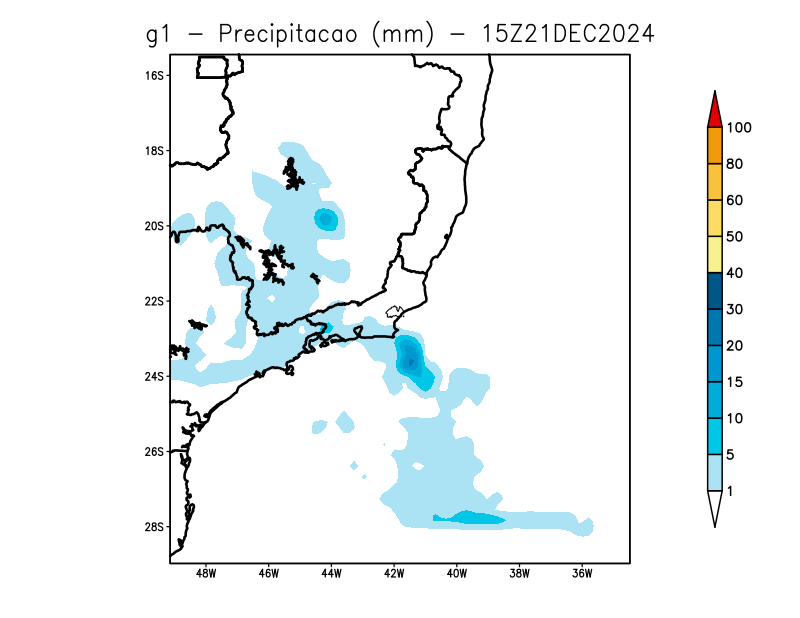 g1 – Precipitacao (mm) – 15Z21DEC2024
16S
18S
20S
22S
24S
26S
28S
48W 46W 44W 42W 40W 38W 36W
100
80
60
50
40
30
20
15
10
5
1